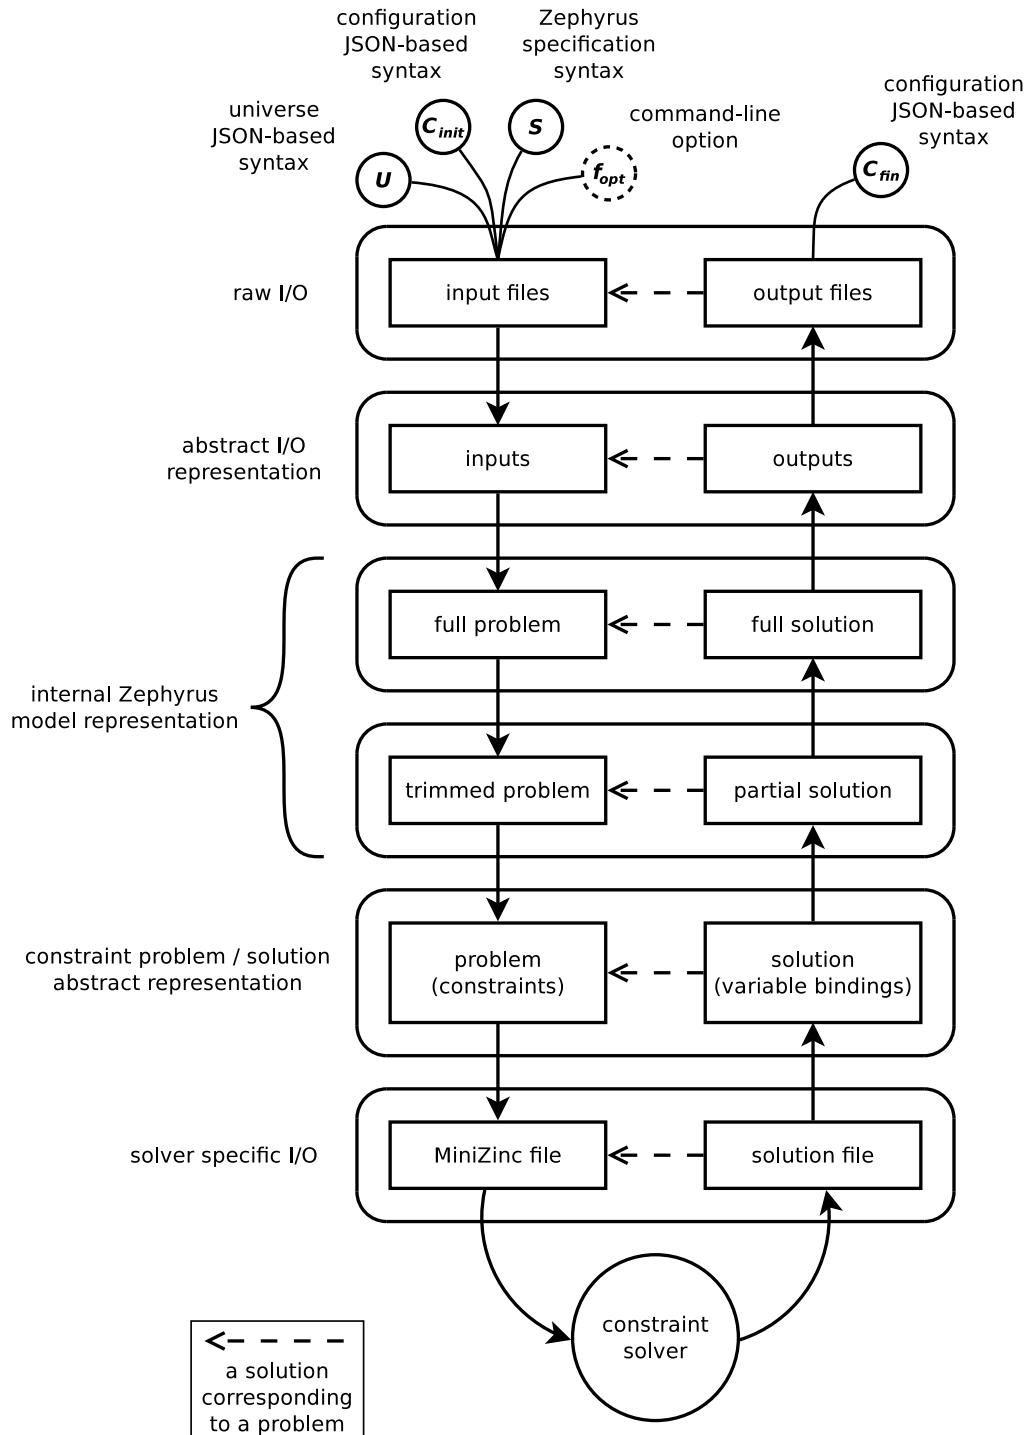 configuration
JSON-based
syntax
Zephyrus
specification
syntax
configuration
JSON-based
syntax
universe
JSON-based
syntax
command-line
option
C init
S
U
f opt
C fin
raw I/O
input files
output files
abstract I/O
representation
inputs
outputs
full problem
full solution
internal Zephyrus
model representation
trimmed problem
partial solution
constraint problem / solution
abstract representation
problem
(constraints)
solution
(variable bindings)
solver specific I/O
MiniZinc file
solution file
constraint
solver
a solution
corresponding
to a problem